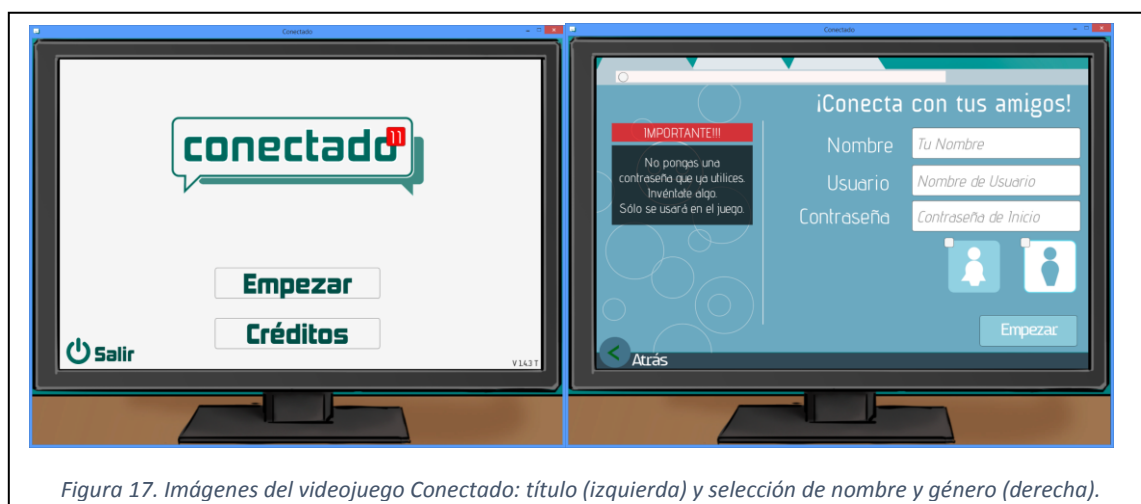 Conectado
conectado
11
Empezar
Créditos
Salir
V 1.4.3 T
Conectado
¡Conecta con tus amigos!
IMPORTANTE!!!
No pongas una
contraseña que ya utilices.
Invéntate algo.
Sólo se usará en el juego.
Nombre
Tu Nombre
Usuario
Nombre de Usuario
Contraseña
Contraseña de Inicio
Empezar
Atrás
Figura 17. Imágenes del videojuego Conectado: título (izquierda) y selección de nombre y género (derecha).